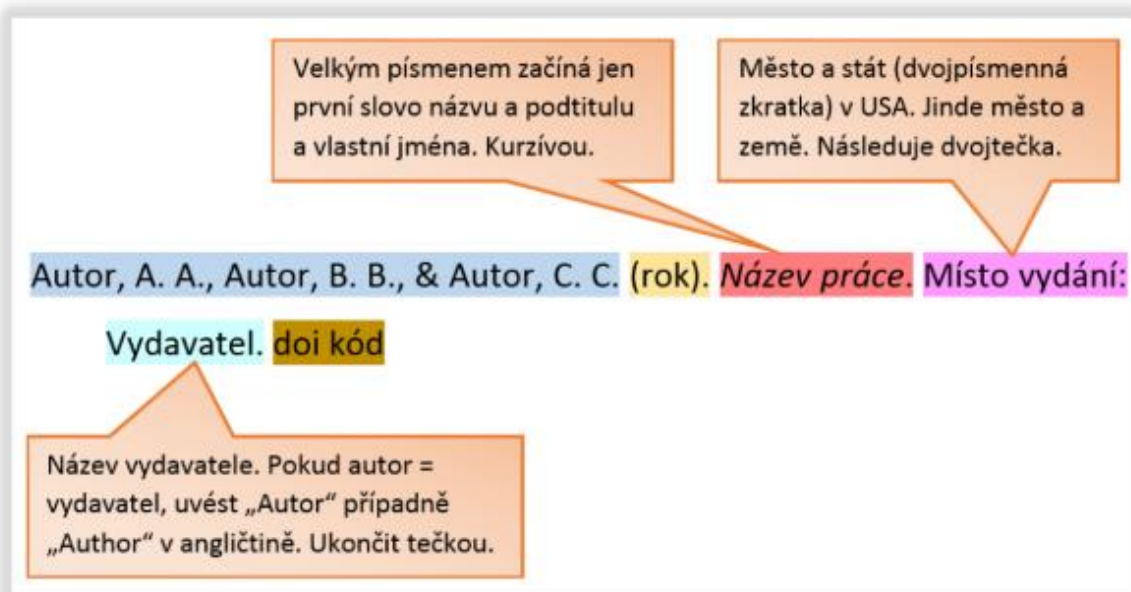 Velkým písmenem začíná jen
první slovo názvu a podtitulu
a vlastní jména. Kurzívou.
Město a stát (dvojpísmenná
zkratka) v USA. Jinde město a
země. Následuje dvojtečka.
Autor, A. A., Autor, B. B., & Autor, C. C. (rok). Název práce. Místo vydání:
Vydavatel. doi kód
Název vydavatele. Pokud autor =
vydavatel, uvést „Autor“ případně
„Author“ v angličtině. Ukončit tečkou.